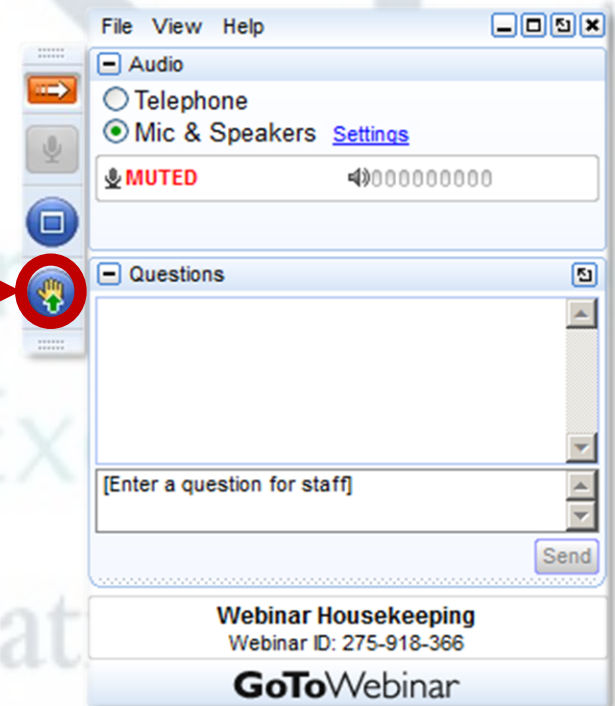 File View Help
Audio
Telephone
Mic & Speakers Settings
MUTED 000000000
Questions
[Enter a question for staff]
Send
Webinar Housekeeping
Webinar ID: 275-918-366
GoToWebinar